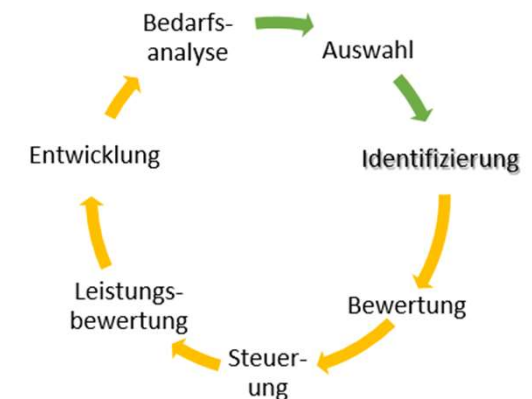 Bedarfs-
analyse
Auswahl
Identifizierung
Bewertung
Steuer-
ung
Leistungs-
bewertung
Entwicklung